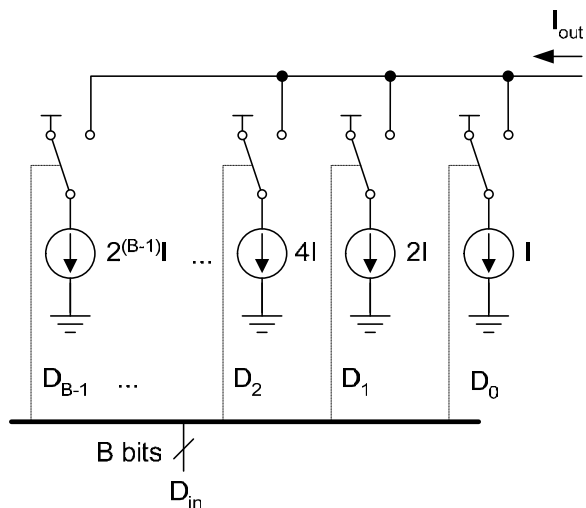 I_out
2^(B-1)I ... 4I 2I I
D_B-1 ... D_2 D_1 D_0
B bits
D_in